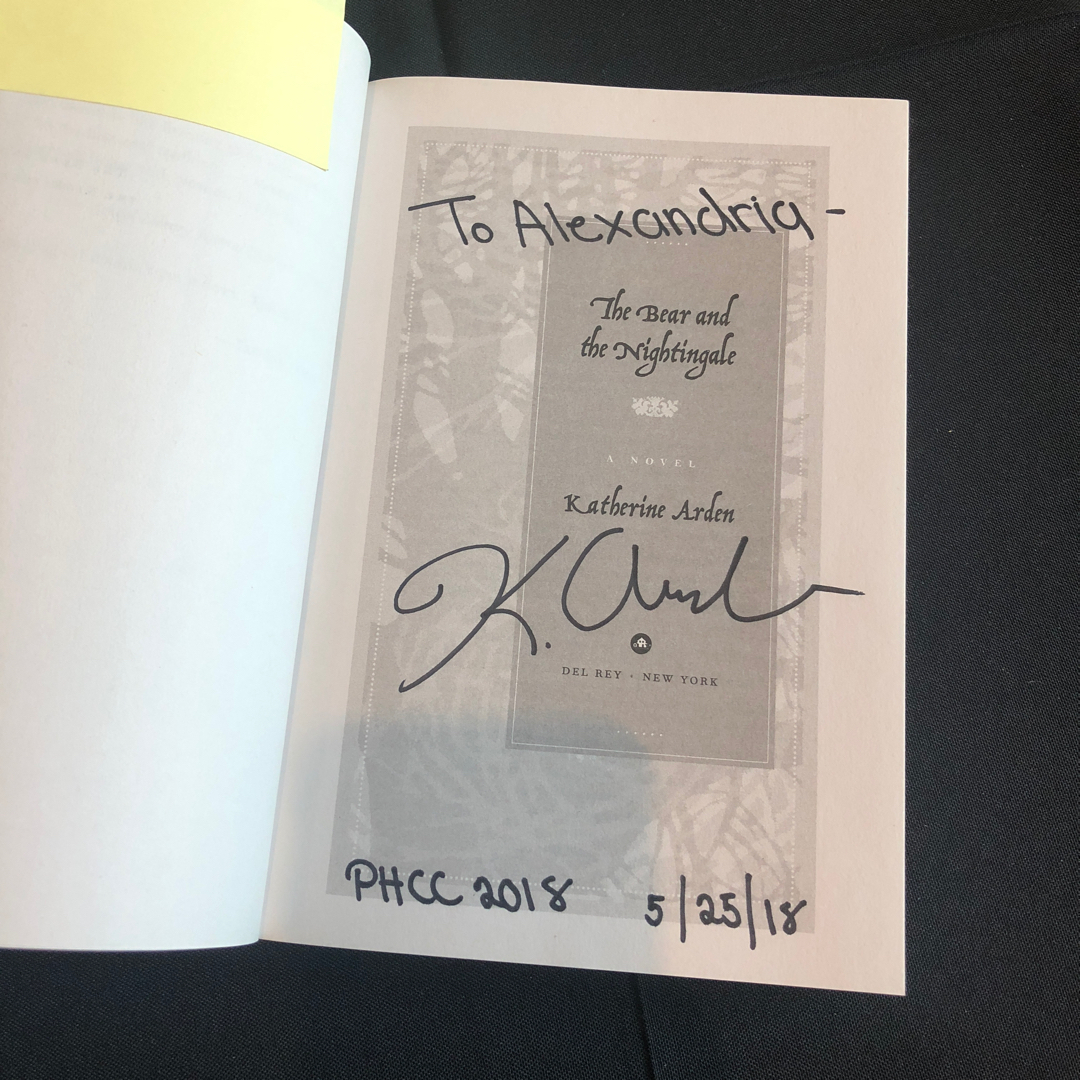 To Alexandria -
The Bear and
the Nightingale
A NOVEL
Katherine Arden
K. Arden
DEL REY • NEW YORK
PHCC 2018 5/25/18